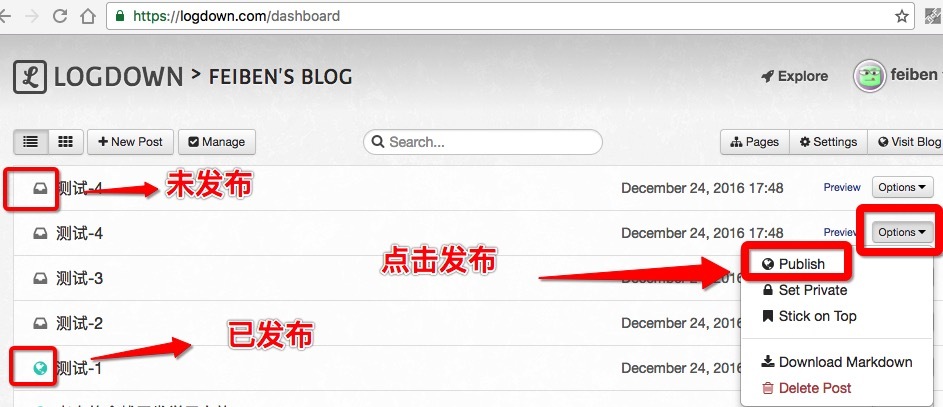 https://logdown.com/dashboard
LOGDOWN > FEIBEN'S BLOG
Explore
feiben
New Post
Manage
Search...
Pages
Settings
Visit Blog
测试-4
未发布
December 24, 2016 17:48
Preview
Options
测试-4
December 24, 2016 17:48
Preview
Options
点击发布
Publish
测试-3
December 24, 2016
Set Private
Stick on Top
测试-2
December 24, 2016
已发布
测试-1
December 24, 2016
Download Markdown
Delete Post